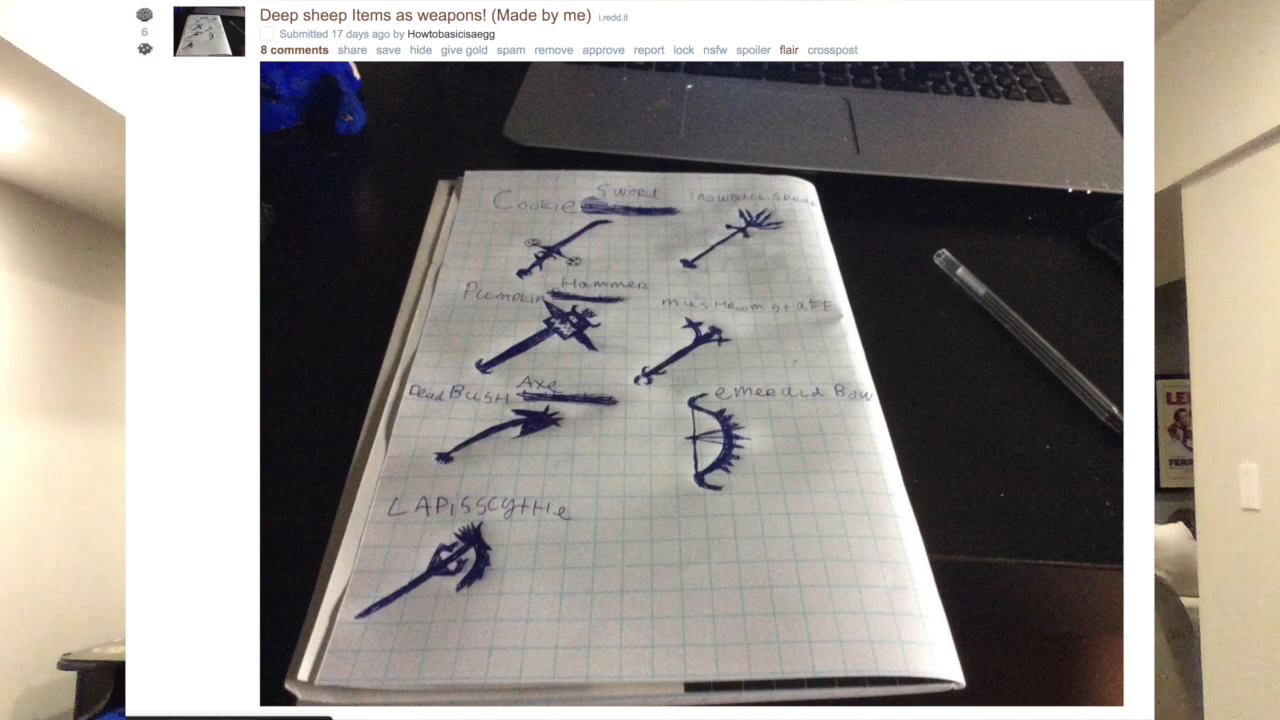 Deep sheep Items as weapons! (Made by me) i.redd.it
6
Submitted 17 days ago by Howtobasicisaegg
8 comments share save hide give gold spam remove approve report lock nsfw spoiler flair crosspost
Cookie Sword
SnowBall Spear
Pumpkin Hammer
musHroom staff
Dead BUSH Axe
emerald Bow
LAPiSSCYtHe